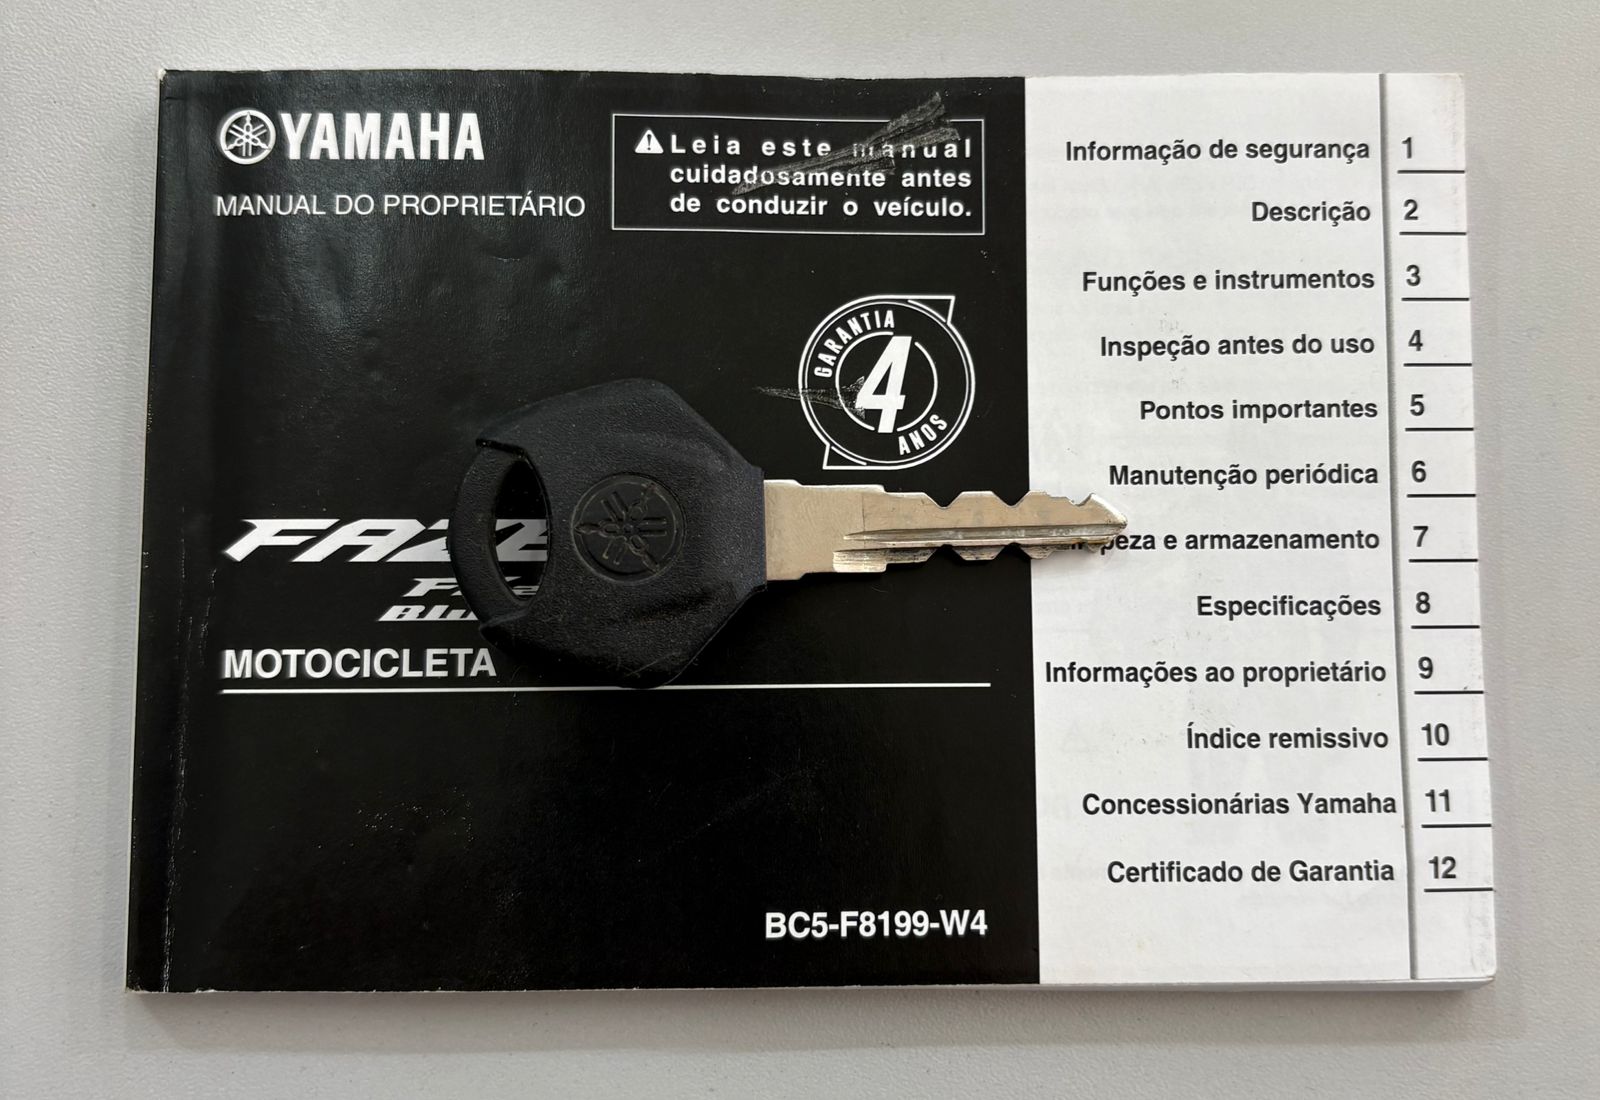 YAMAHA
MANUAL DO PROPRIETÁRIO
Leia este manual
cuidadosamente antes
de conduzir o veículo.
GARANTIA
4
ANOS
MOTOCICLETA
BC5-F8199-W4
Informação de segurança 1
Descrição 2
Funções e instrumentos 3
Inspeção antes do uso 4
Pontos importantes 5
Manutenção periódica 6
e armazenamento 7
Especificações 8
Informações ao proprietário 9
Índice remissivo 10
Concessionárias Yamaha 11
Certificado de Garantia 12